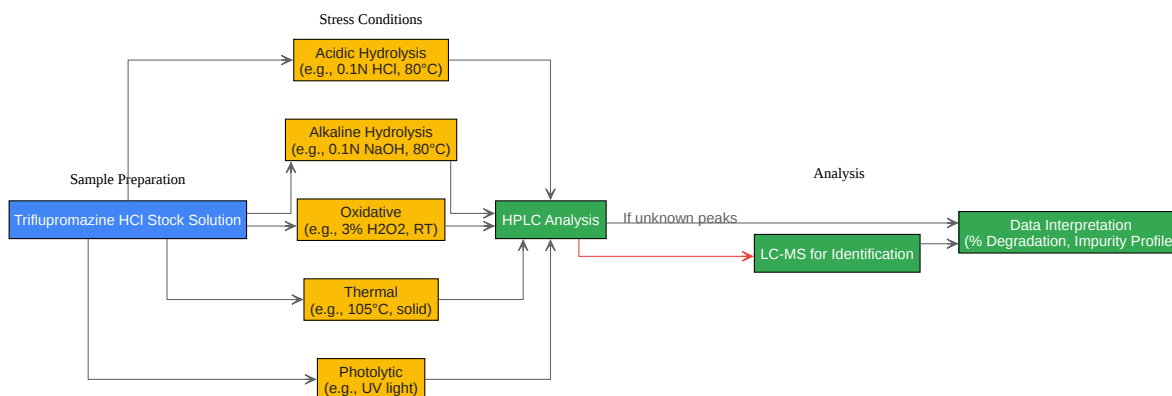 Stress Conditions
Acidic Hydrolysis
(e.g., 0.1N HCl, 80°C)
Alkaline Hydrolysis
(e.g., 0.1N NaOH, 80°C)
Sample Preparation
Triflupromazine HCl Stock Solution
Oxidative
(e.g., 3% H2O2, RT)
Thermal
(e.g., 105°C, solid)
Photolytic
(e.g., UV light)
HPLC Analysis
If unknown peaks
Analysis
LC-MS for Identification
Data Interpretation
(% Degradation, Impurity Profile